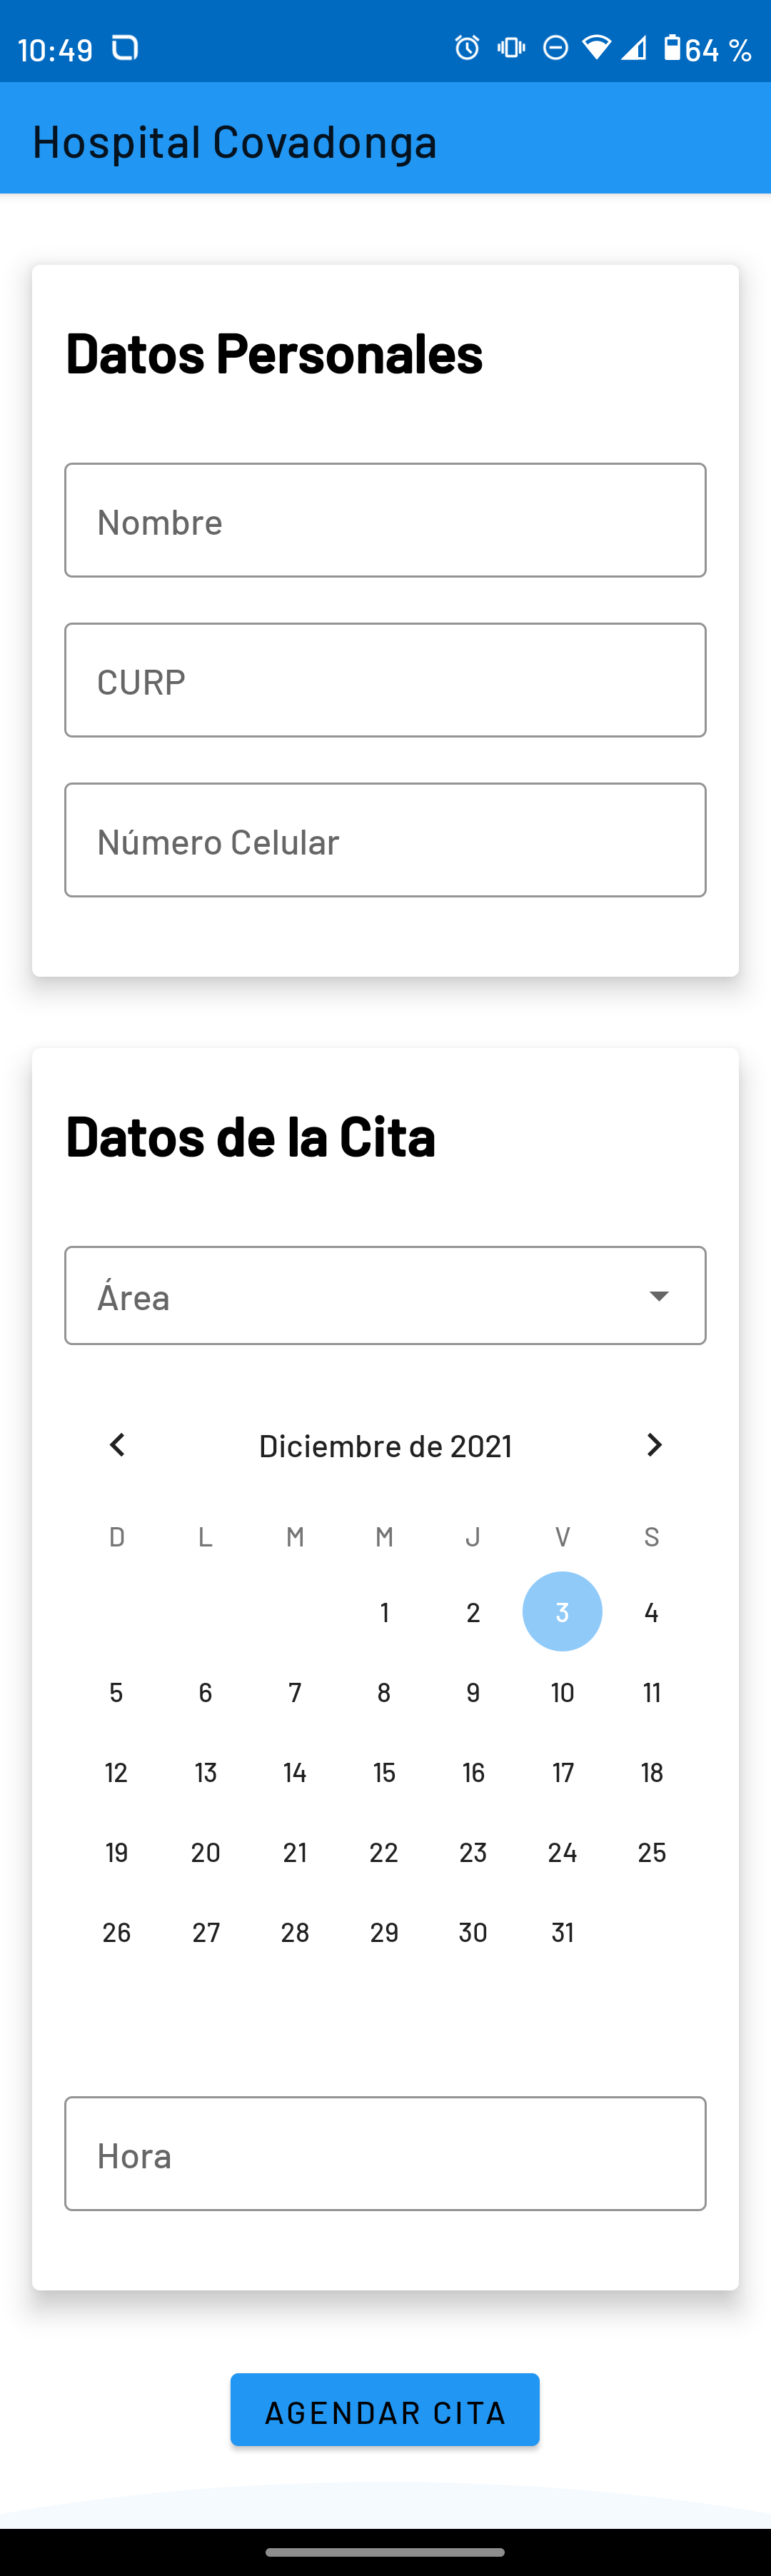 10:49 64 %
Hospital Covadonga
Datos Personales
Nombre
CURP
Número Celular
Datos de la Cita
Área
Diciembre de 2021
D L M M J V S
1 2 3 4
5 6 7 8 9 10 11
12 13 14 15 16 17 18
19 20 21 22 23 24 25
26 27 28 29 30 31
Hora
AGENDAR CITA